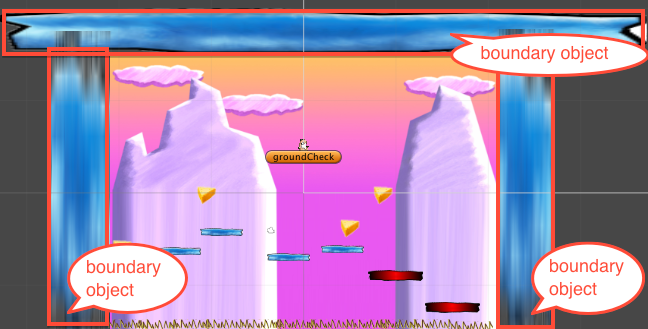 boundary object
groundCheck
boundary
object
boundary
object